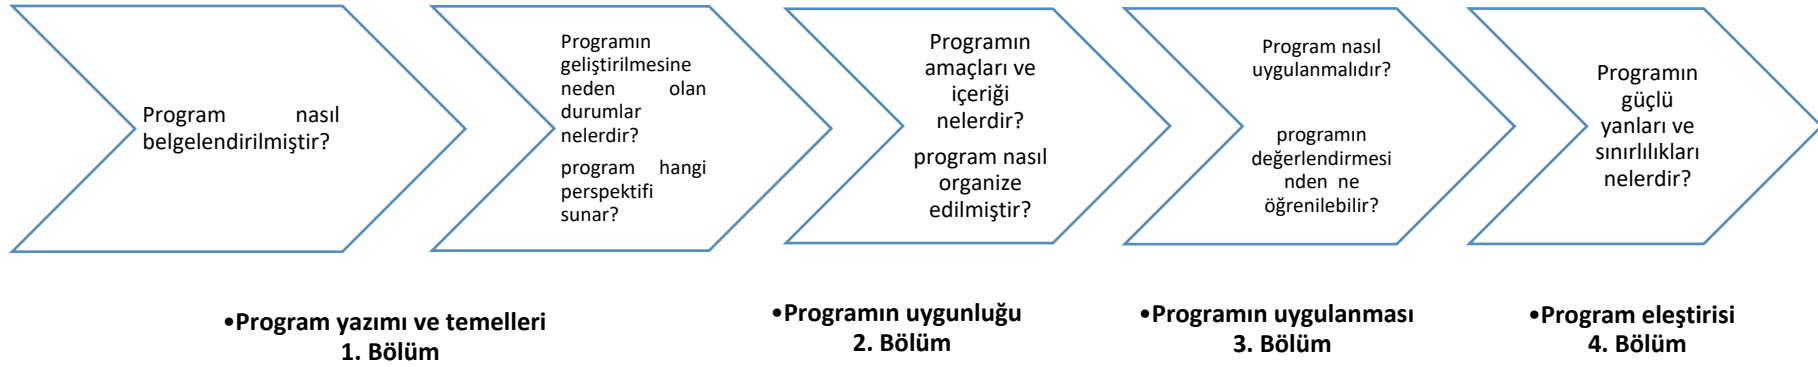 Program nasıl
belgelendirilmiştir?
Programın
geliştirilmesine
neden olan
durumlar
nelerdir?
program hangi
perspektifi
sunar?
Programın
amaçları ve
içeriği
nelerdir?
program nasıl
organize
edilmiştir?
Program nasıl
uygulanmalıdır?
programın
değerlendirmesi
nden ne
öğrenilebilir?
Programın
güçlü
yanları ve
sınırlılıkları
nelerdir?
•Program yazımı ve temelleri
1. Bölüm
•Programın uygunluğu
2. Bölüm
•Programın uygulanması
3. Bölüm
•Program eleştirisi
4. Bölüm